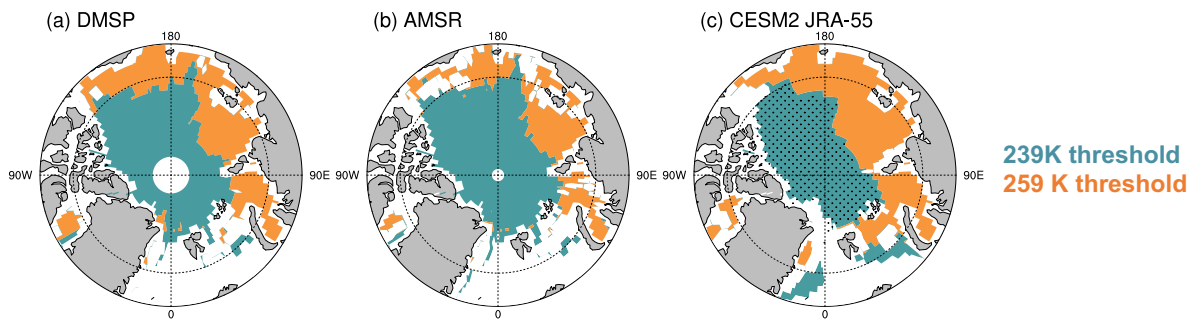 (a) DMSP
(b) AMSR
(c) CESM2 JRA-55
180
180
180
90W
90E
90W
90E
90W
90E
239K threshold
259 K threshold
0
0
0